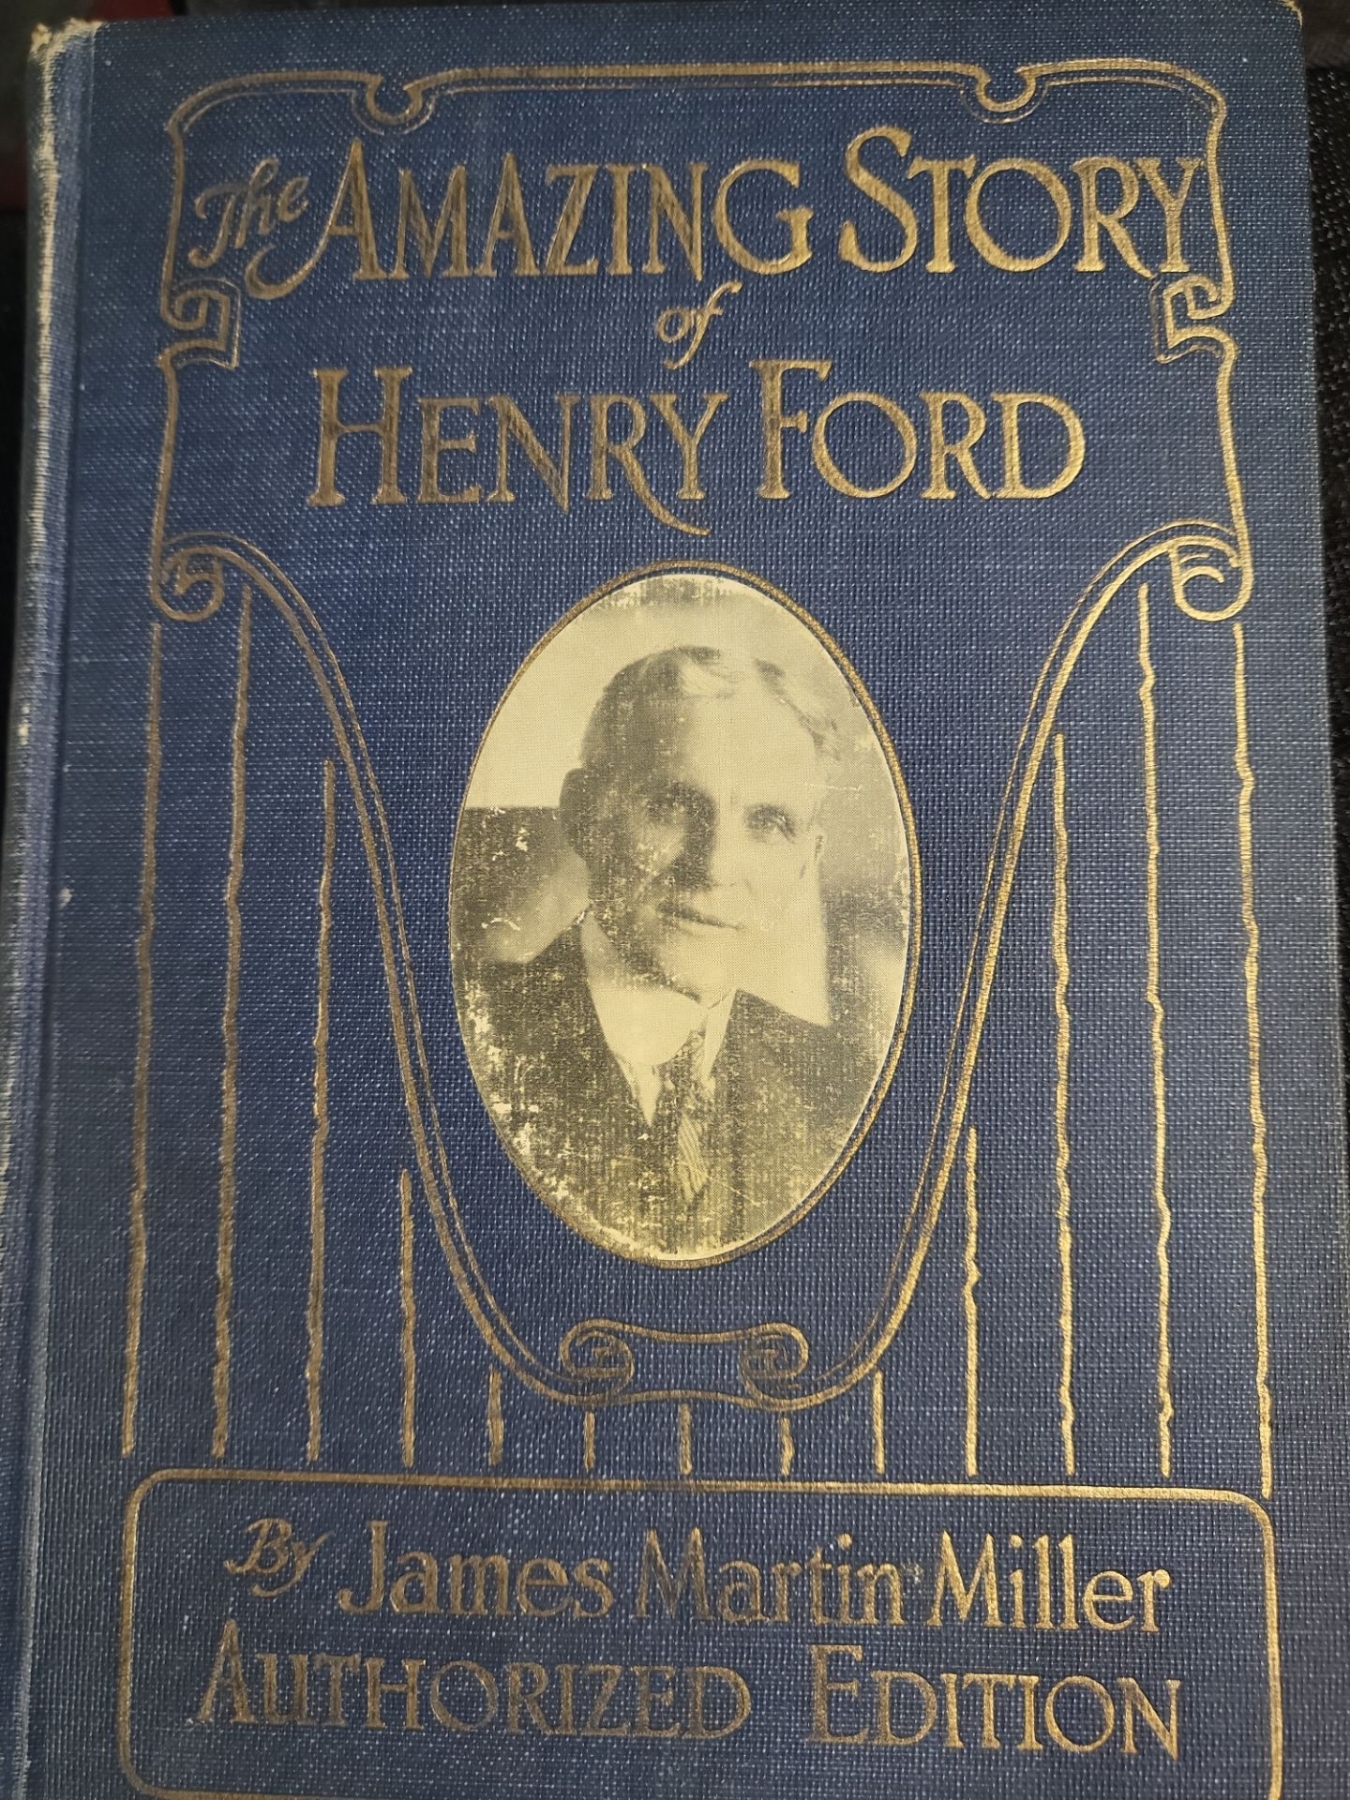 The AMAZING STORY
of
HENRY FORD
By James Martin Miller
AUTHORIZED EDITION